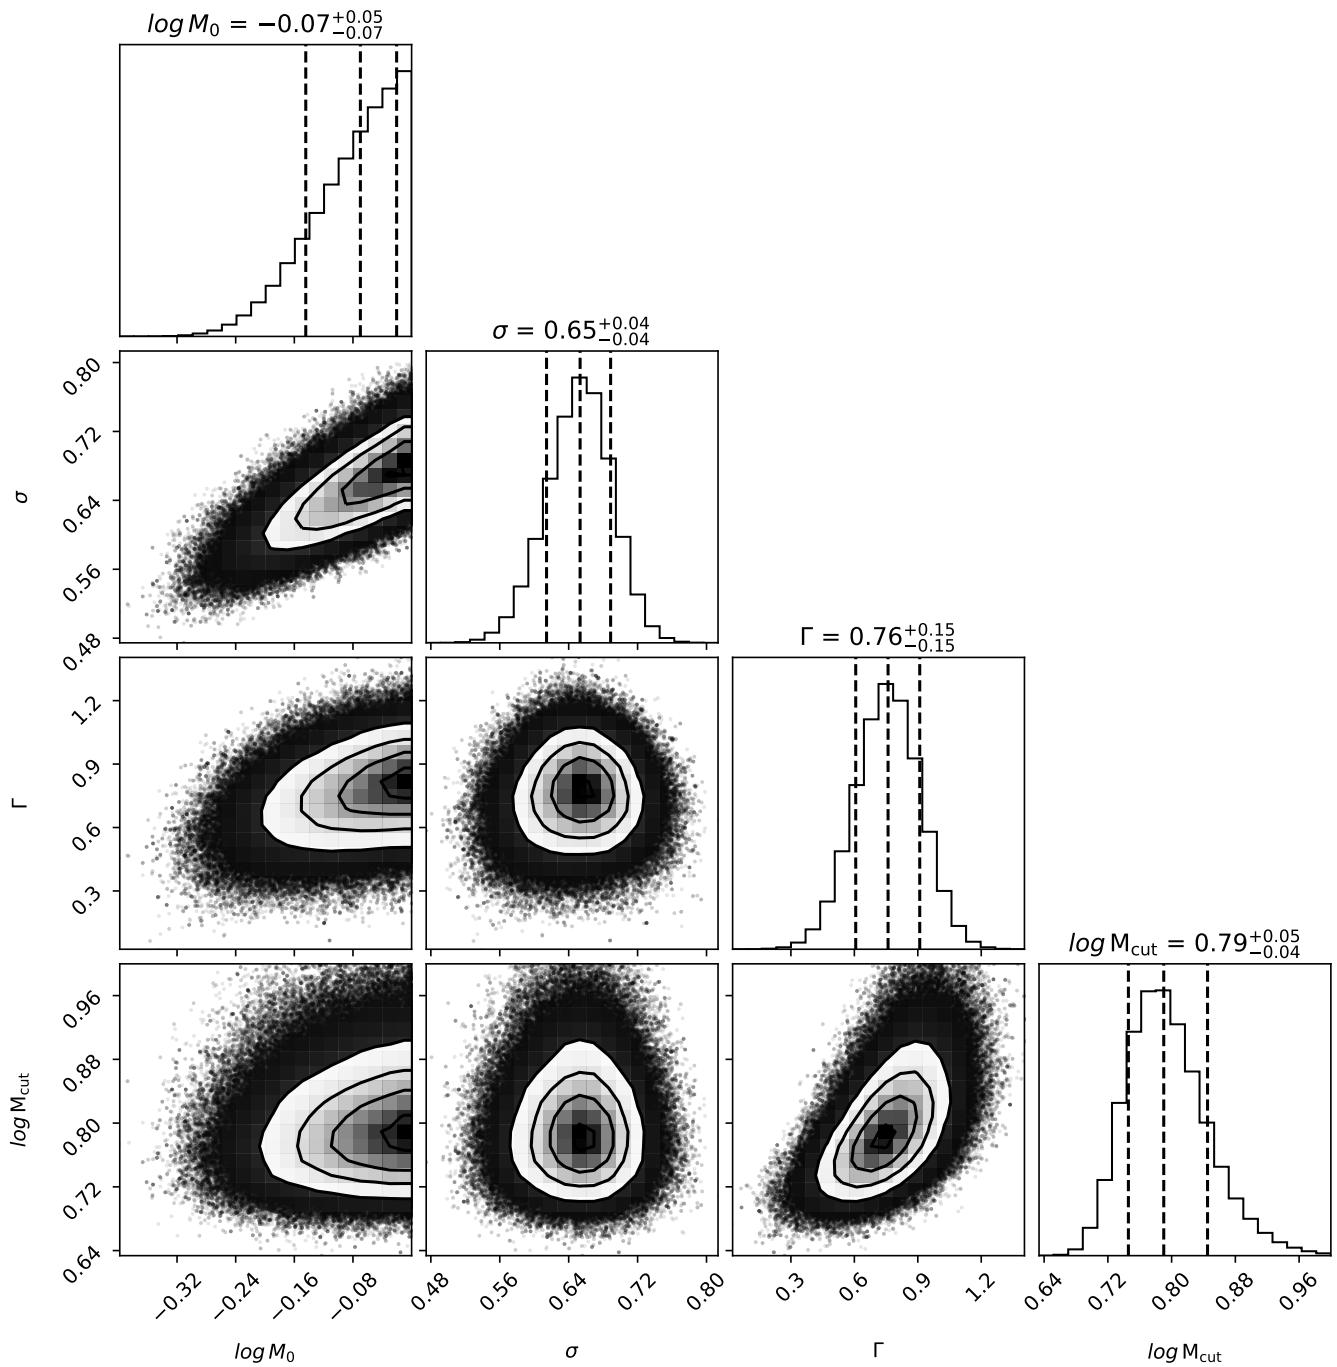 log M₀ = −0.07+0.05−0.07
0.80
0.72
0.64
0.56
0.48
σ
σ = 0.65+0.04−0.04
1.2
0.9
0.6
0.3
Γ
Γ = 0.76+0.15−0.15
0.96
0.88
0.80
0.72
0.64
log Mcut
log Mcut = 0.79+0.05−0.04
−0.32 −0.24 −0.16 −0.08 0.48 0.56 0.64 0.72 0.80 0.3 0.6 0.9 1.2 0.64 0.72 0.80 0.88 0.96
log M₀ σ Γ log Mcut